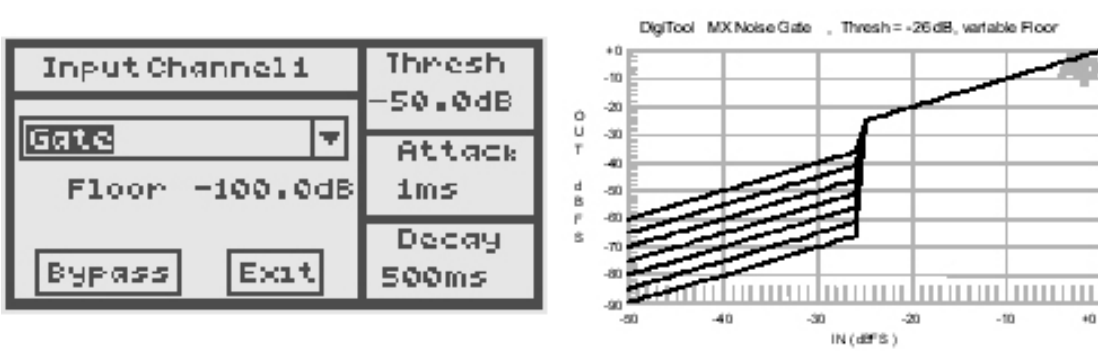 Input Channel 1
Gate
Floor -100.0dB
Bypass
Exit
Thresh
-50.0dB
Attack
1ms
Decay
500ms
DigiTool MX Noise Gate , Thresh = -26 dB, variable Floor
+0
-10
-20
-30
-40
-50
-60
-70
-80
-90
OUT dBFS
-50
-40
-30
-20
-10
+0
IN (dBFS)